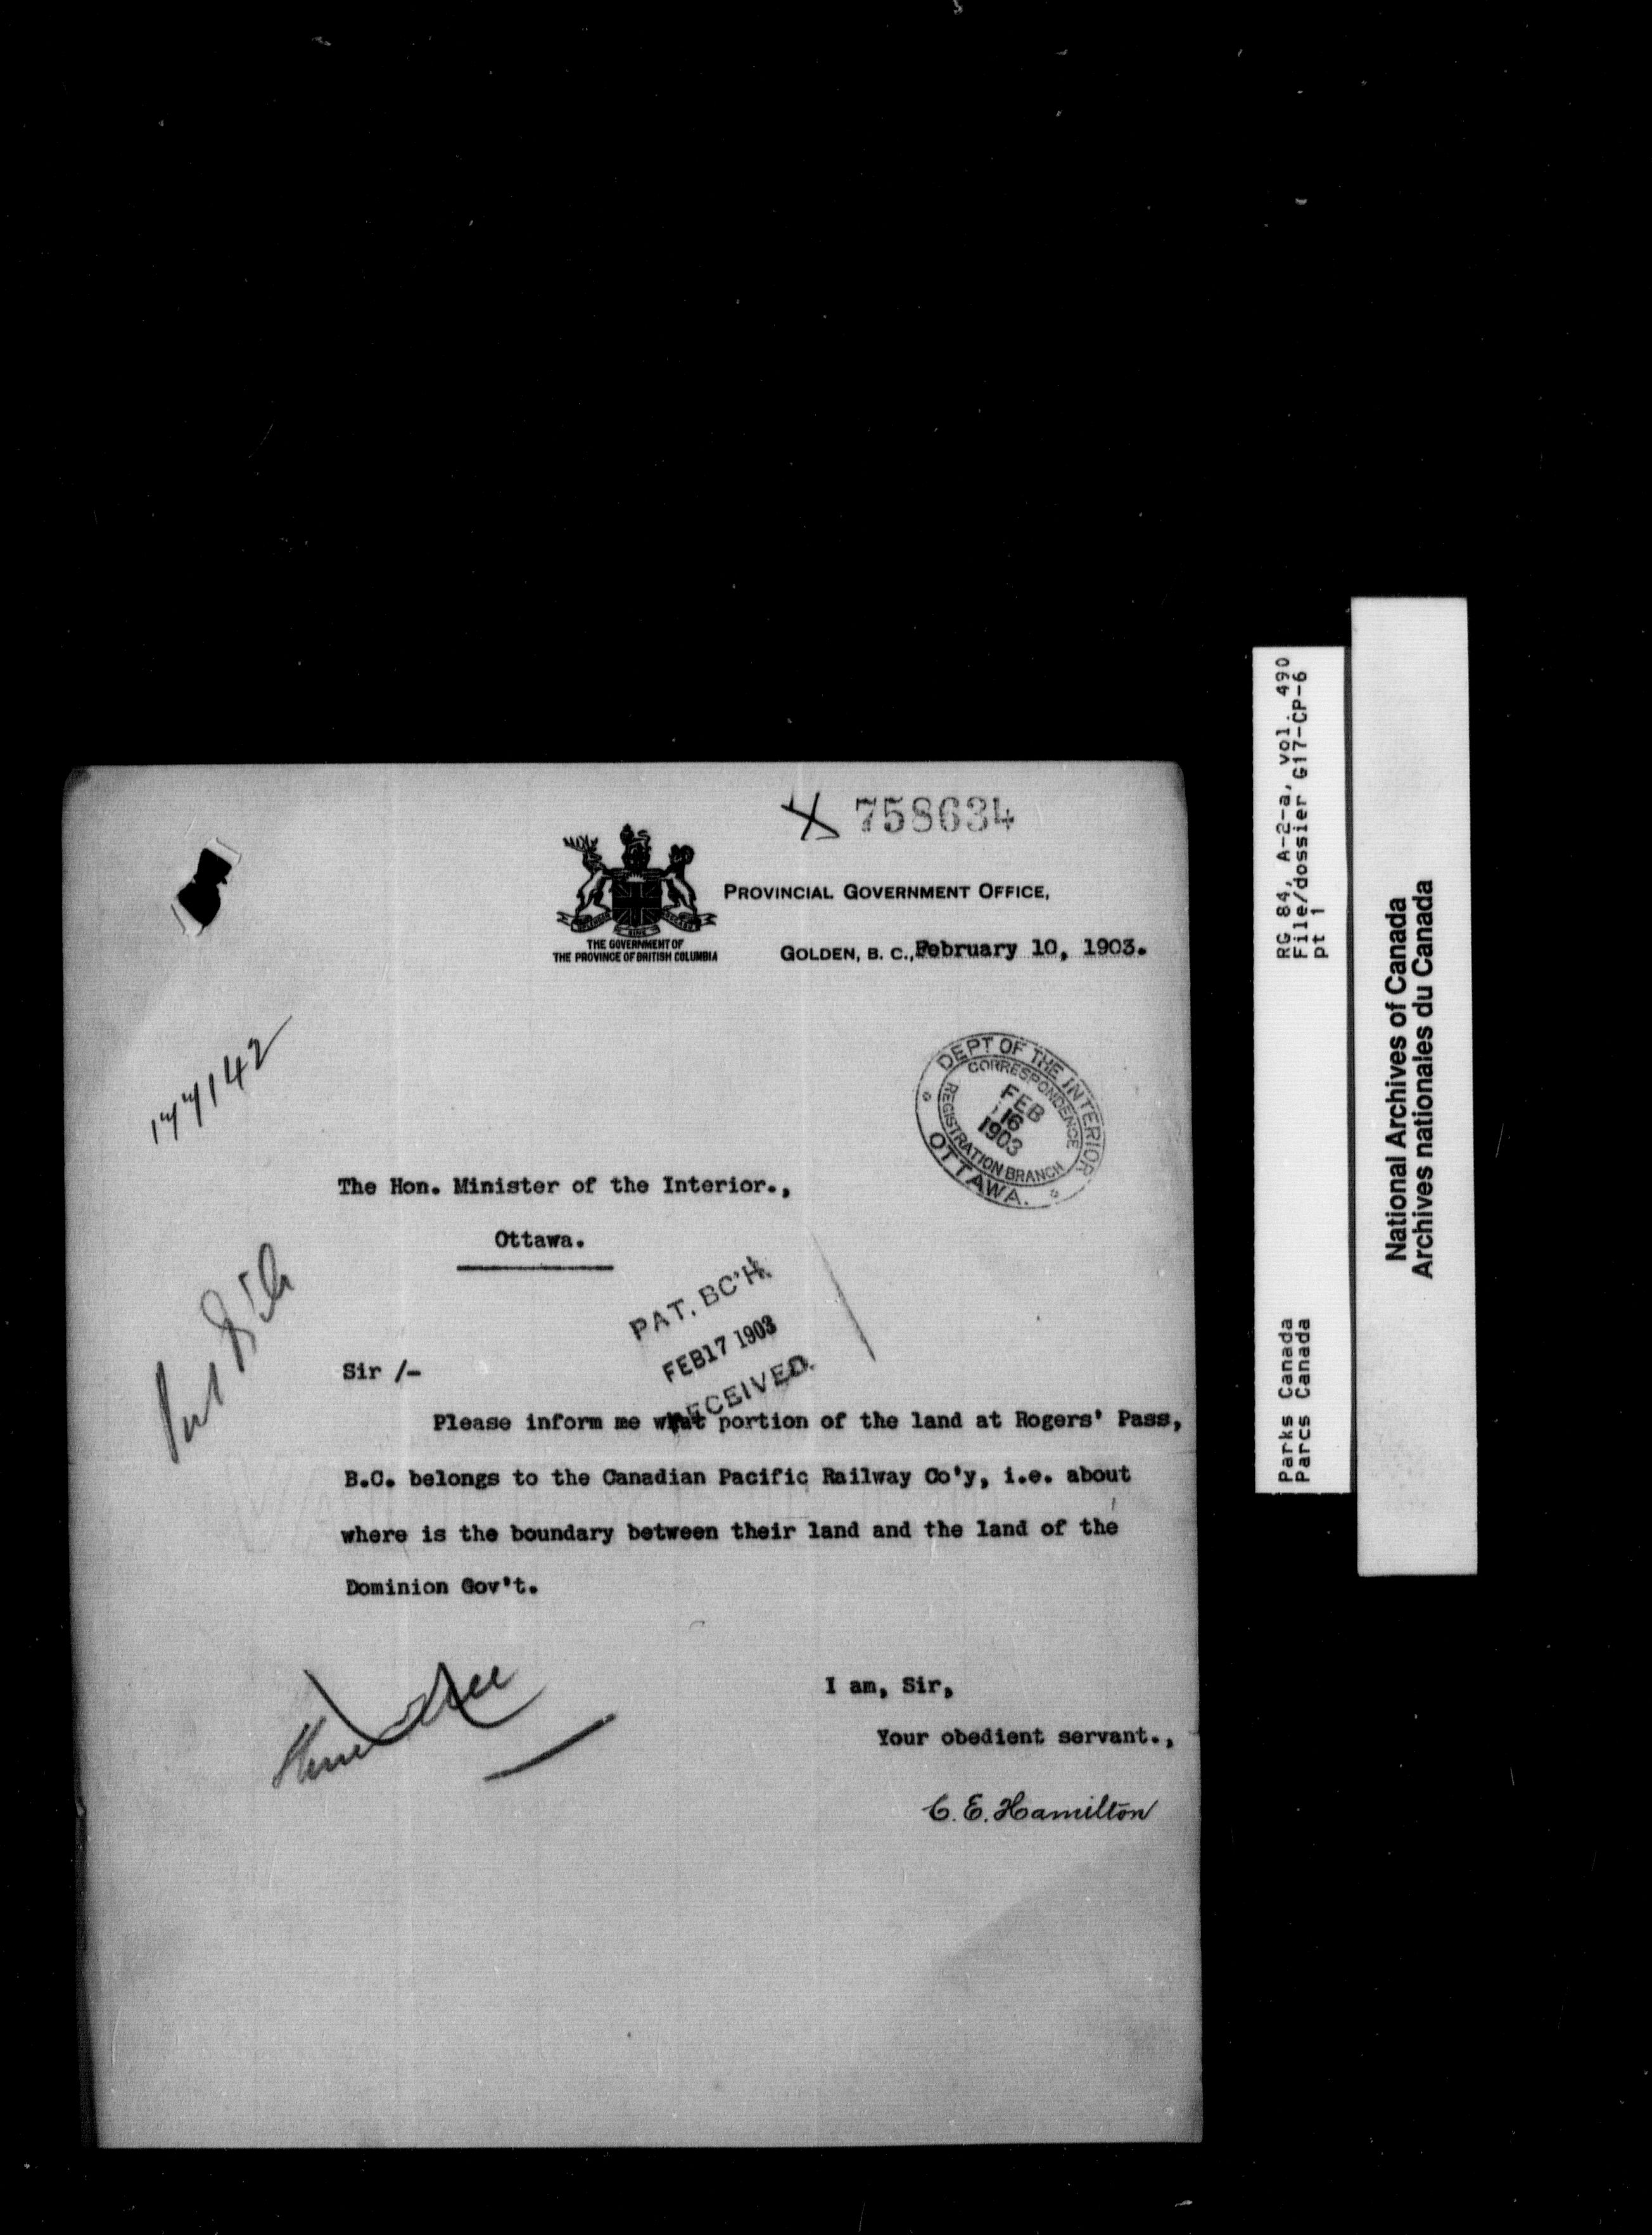 758634
PROVINCIAL GOVERNMENT OFFICE,
THE GOVERNMENT OF
THE PROVINCE OF BRITISH COLUMBIA
GOLDEN, B. C., February 10, 1903.
177142
DEPT OF THE INTERIOR
CORRESPONDENCE
FEB
16
1903
REGISTRATION BRANCH
OTTAWA.
The Hon. Minister of the Interior.,
Ottawa.
PAT. BC'H.
FEB17 1903
RECEIVED.
Sir /-
Please inform me what portion of the land at Rogers' Pass,
B.C. belongs to the Canadian Pacific Railway Co'y, i.e. about
where is the boundary between their land and the land of the
Dominion Gov't.
I am, Sir,
Your obedient servant.,
C. E. Hamilton
RG 84, A-2-a, vol. 490
File/dossier G17-CP-6
pt 1
Parks Canada
Parcs Canada
National Archives of Canada
Archives nationales du Canada